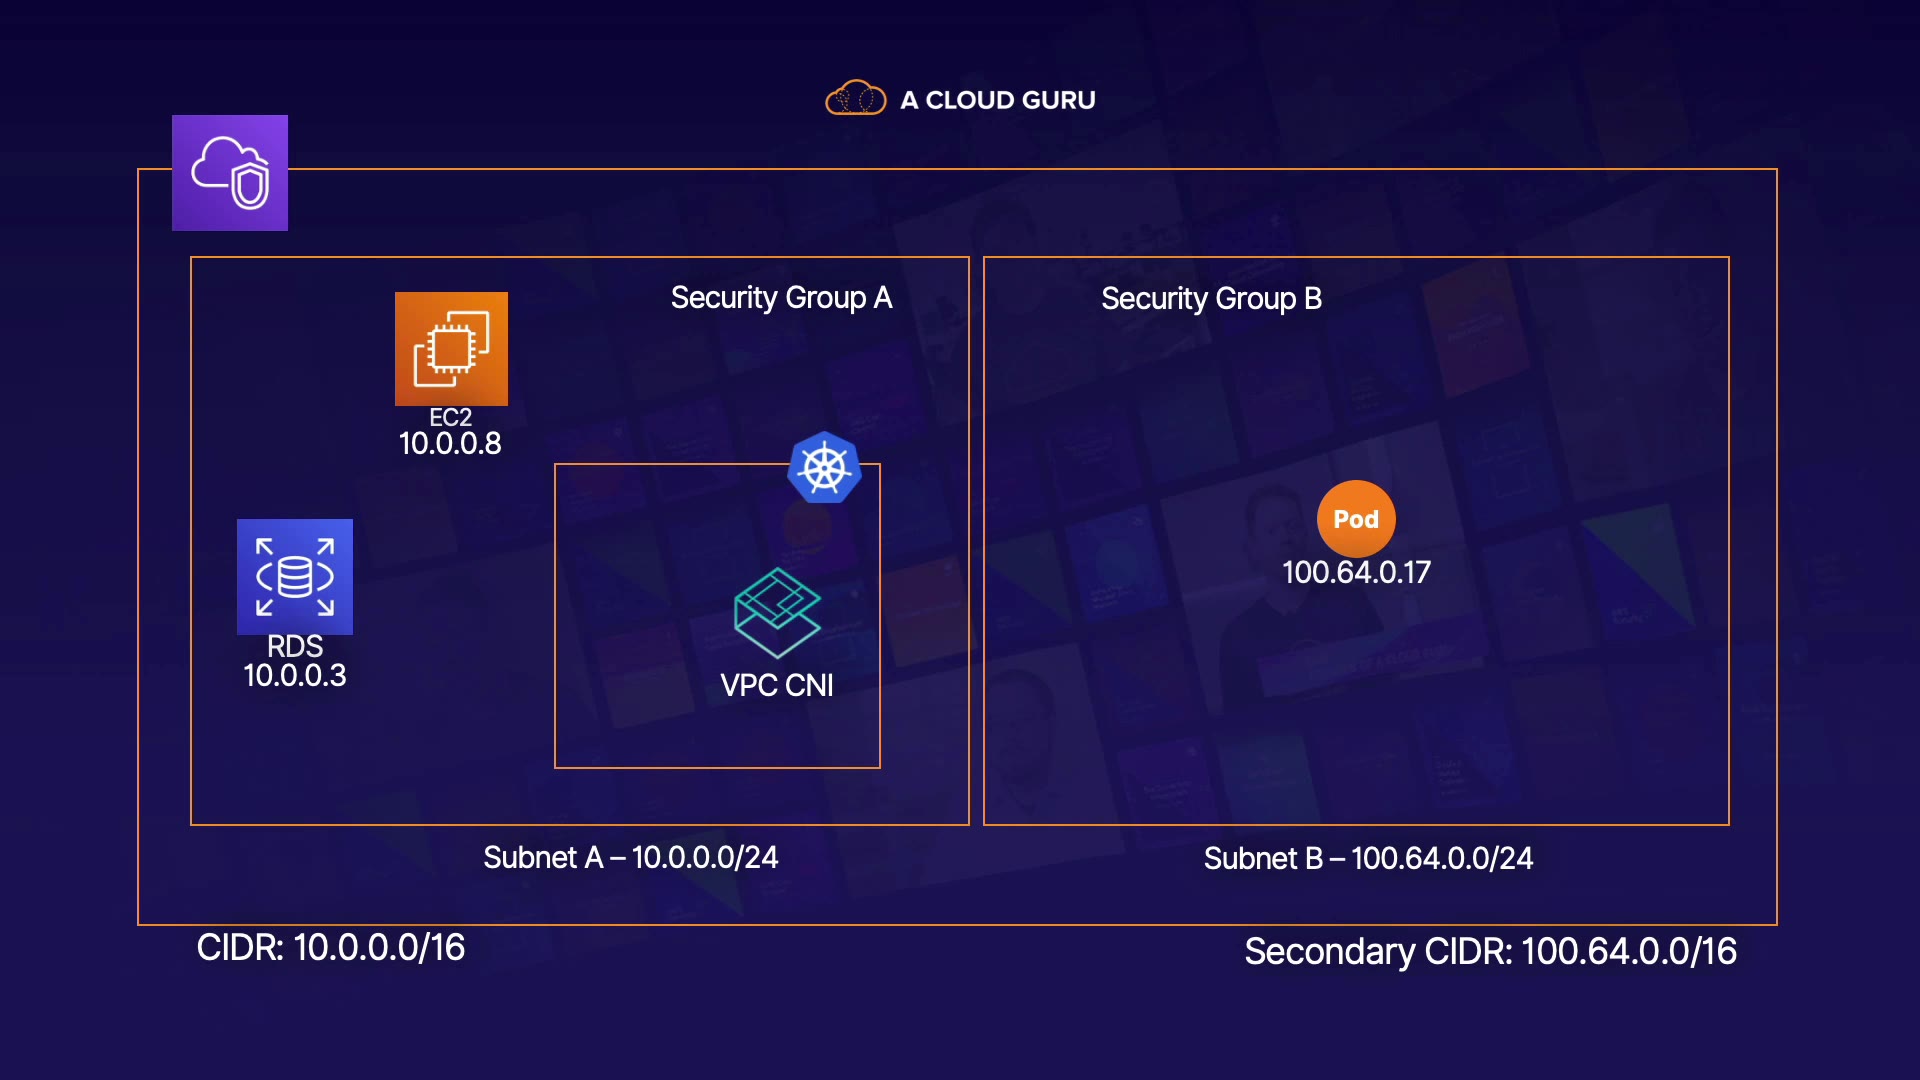 A CLOUD GURU
Security Group A
Security Group B
EC2
10.0.0.8
Pod
100.64.0.17
RDS
10.0.0.3
VPC CNI
Subnet A – 10.0.0.0/24
Subnet B – 100.64.0.0/24
CIDR: 10.0.0.0/16
Secondary CIDR: 100.64.0.0/16